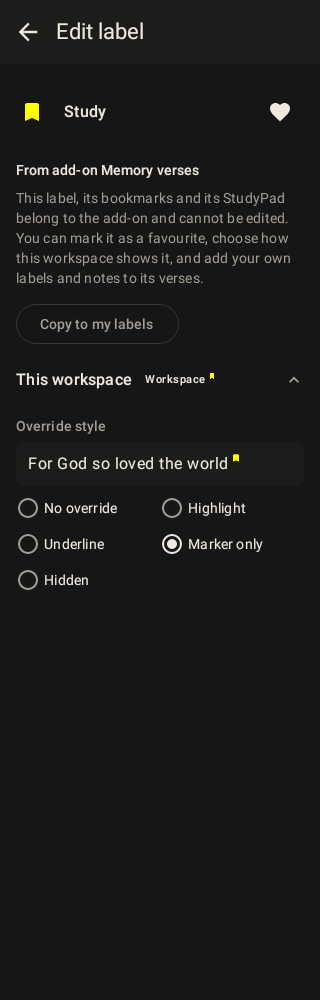 Edit label
Study
From add-on Memory verses
This label, its bookmarks and its StudyPad
belong to the add-on and cannot be edited.
You can mark it as a favourite, choose how
this workspace shows it, and add your own
labels and notes to its verses.
Copy to my labels
This workspace Workspace
Override style
For God so loved the world
No override Highlight
Underline Marker only
Hidden